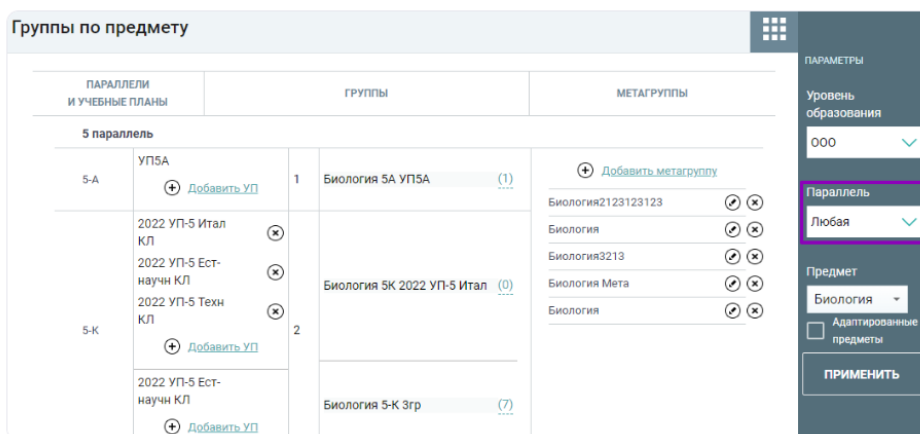 Группы по предмету
ПАРАЛЛЕЛИ
И УЧЕБНЫЕ ПЛАНЫ
ГРУППЫ
МЕТАГРУППЫ
5 параллель
5-А
УП5А
Добавить УП
1
Биология 5А УП5А
(1)
5-К
2022 УП-5 Итал
КЛ
2022 УП-5 Ест-
научн КЛ
2022 УП-5 Техн
КЛ
Добавить УП
2
Биология 5К 2022 УП-5 Итал
(0)
2022 УП-5 Ест-
научн КЛ
Добавить УП
Биология 5-К 3гр
(7)
Добавить метагруппу
Биология2123123123
Биология
Биология3213
Биология Мета
Биология
ПАРАМЕТРЫ
Уровень
образования
ООО
Параллель
Любая
Предмет
Биология
Адаптированные
предметы
ПРИМЕНИТЬ